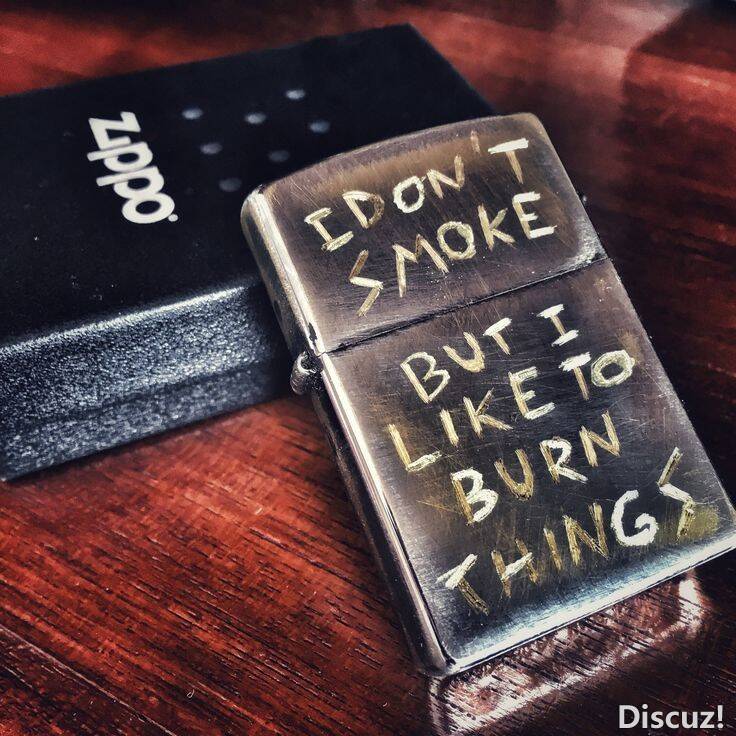 zippo®
I DON'T
SMOKE
BUT I
LIKE TO
BURN
THINGS
Discuz!